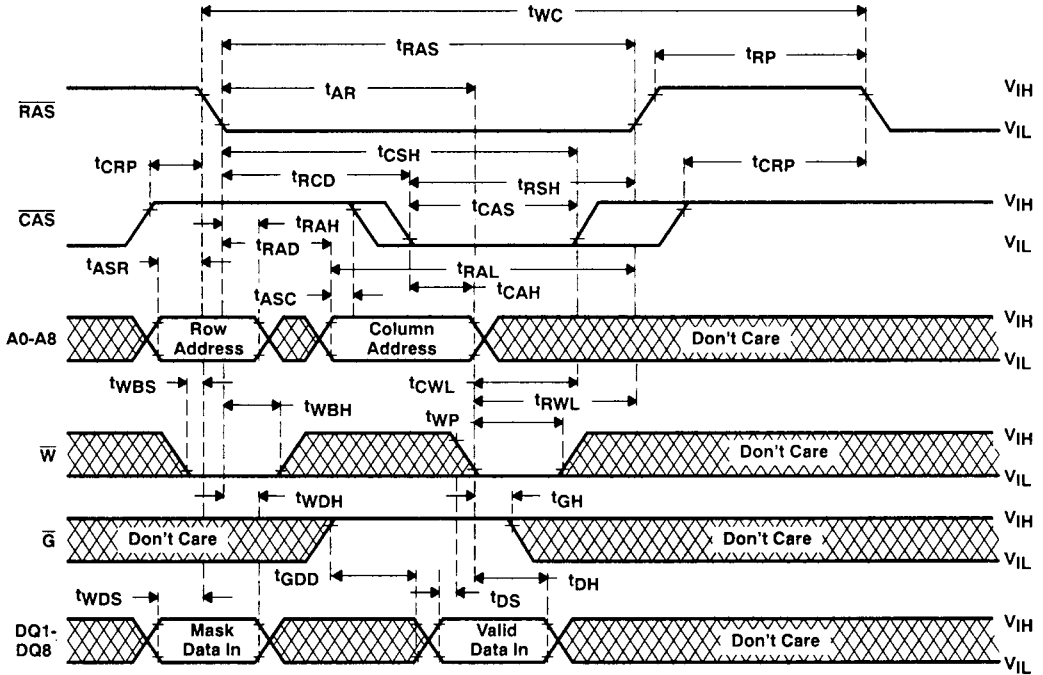 tWC
tRAS
tRP
tAR
RAS
VIH
VIL
tCRP
tCSH
tCRP
tRCD
tRSH
CAS
tCAS
VIH
VIL
tRAH
tRAD
tASR
tRAL
tASC
tCAH
A0-A8
Row
Address
Column
Address
Don't Care
VIH
VIL
tWBS
tWBH
tCWL
tRWL
tWP
W
Don't Care
VIH
VIL
tWDH
tGH
G
Don't Care
Don't Care
VIH
VIL
tGDD
tDH
tDS
tWDS
DQ1-
DQ8
Mask
Data In
Valid
Data In
Don't Care
VIH
VIL